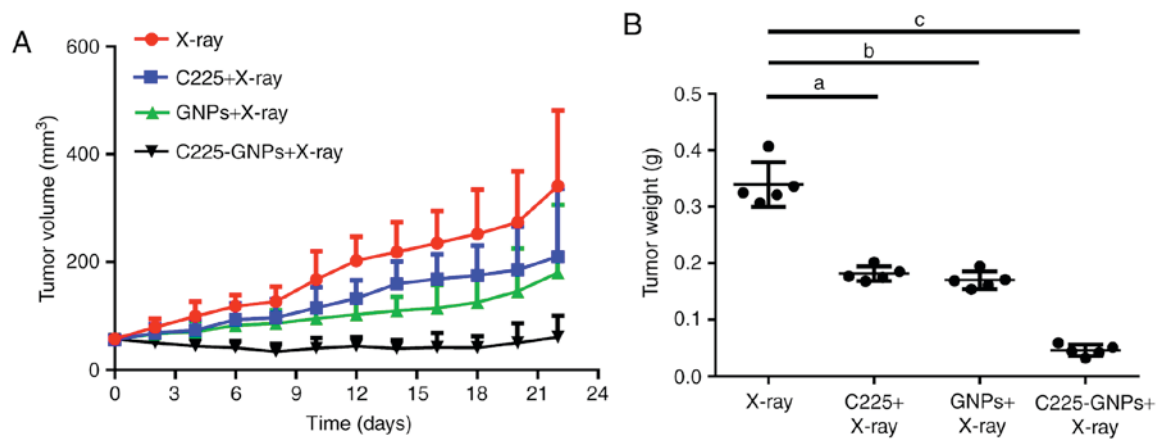 A
X-ray
C225+X-ray
GNPs+X-ray
C225-GNPs+X-ray
Tumor volume (mm³)
600
400
200
0
0 3 6 9 12 15 18 21 24
Time (days)
B
c
b
a
Tumor weight (g)
0.5
0.4
0.3
0.2
0.1
0.0
X-ray
C225+
X-ray
GNPs+
X-ray
C225-GNPs+
X-ray